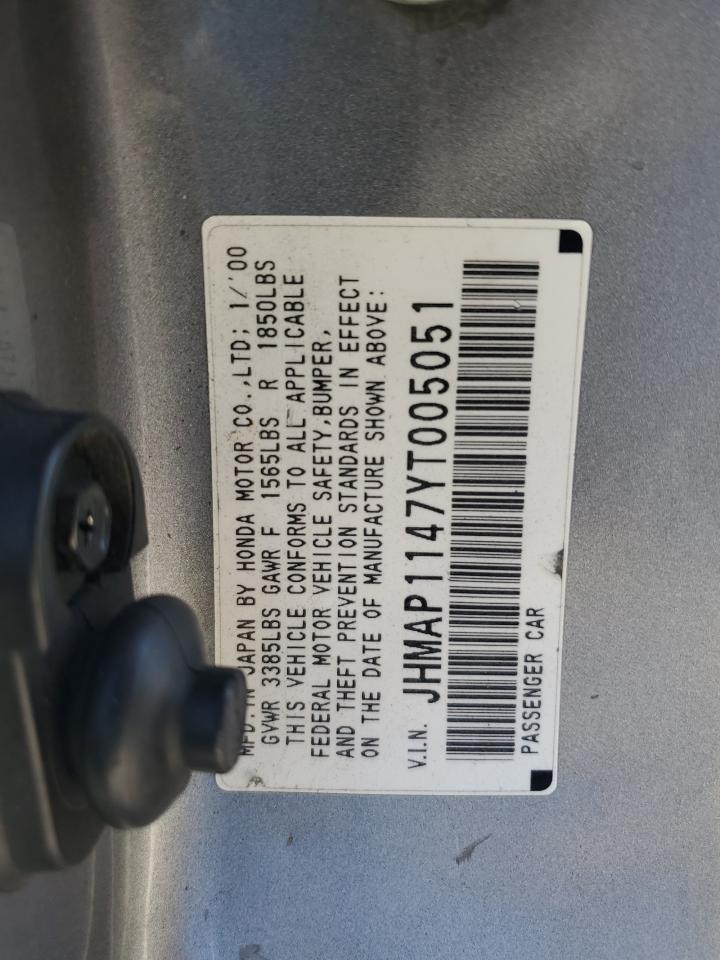 MFD. IN JAPAN BY HONDA MOTOR CO.,LTD; 1/'00
GVWR 3385LBS GAWR F 1565LBS R 1850LBS
THIS VEHICLE CONFORMS TO ALL APPLICABLE
FEDERAL MOTOR VEHICLE SAFETY,BUMPER,
AND THEFT PREVENTION STANDARDS IN EFFECT
ON THE DATE OF MANUFACTURE SHOWN ABOVE:
V.I.N. JHMAP1147YT005051
PASSENGER CAR